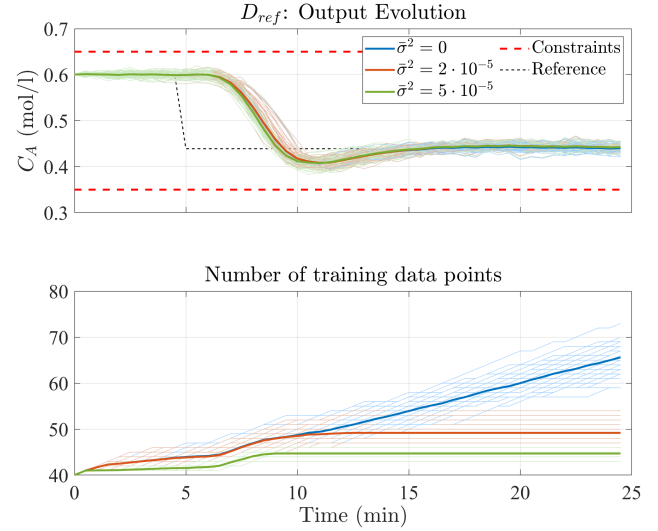 D_ref: Output Evolution
0.7
0.6
0.5
0.4
0.3
C_A (mol/l)
σ̄² = 0
σ̄² = 2 · 10⁻⁵
σ̄² = 5 · 10⁻⁵
Constraints
Reference
Number of training data points
80
70
60
50
40
0 5 10 15 20 25
Time (min)